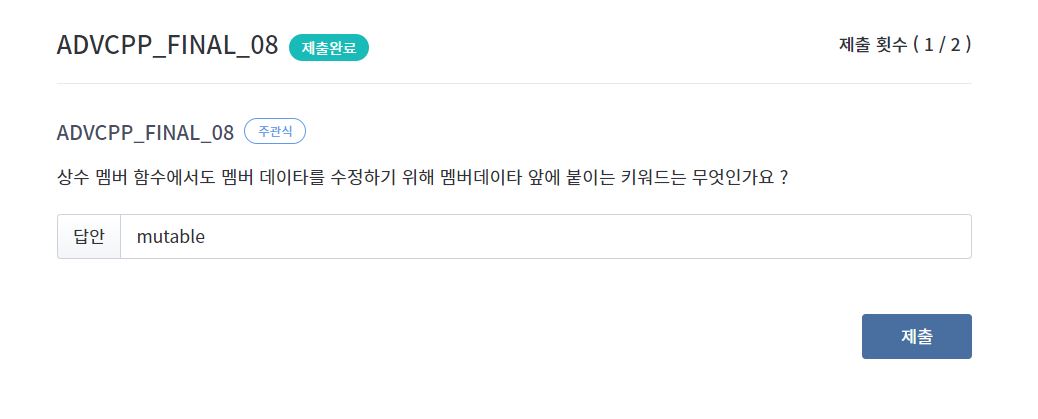 ADVCPP_FINAL_08 제출완료 제출 횟수 ( 1 / 2 )
ADVCPP_FINAL_08 주관식
상수 멤버 함수에서도 멤버 데이타를 수정하기 위해 멤버데이타 앞에 붙이는 키워드는 무엇인가요 ?
답안 mutable
제출